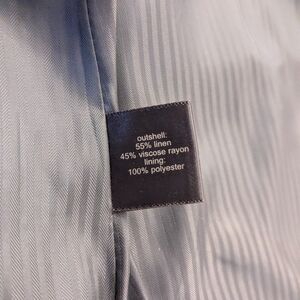 outshell:
55% linen
45% viscose rayon
lining:
100% polyester